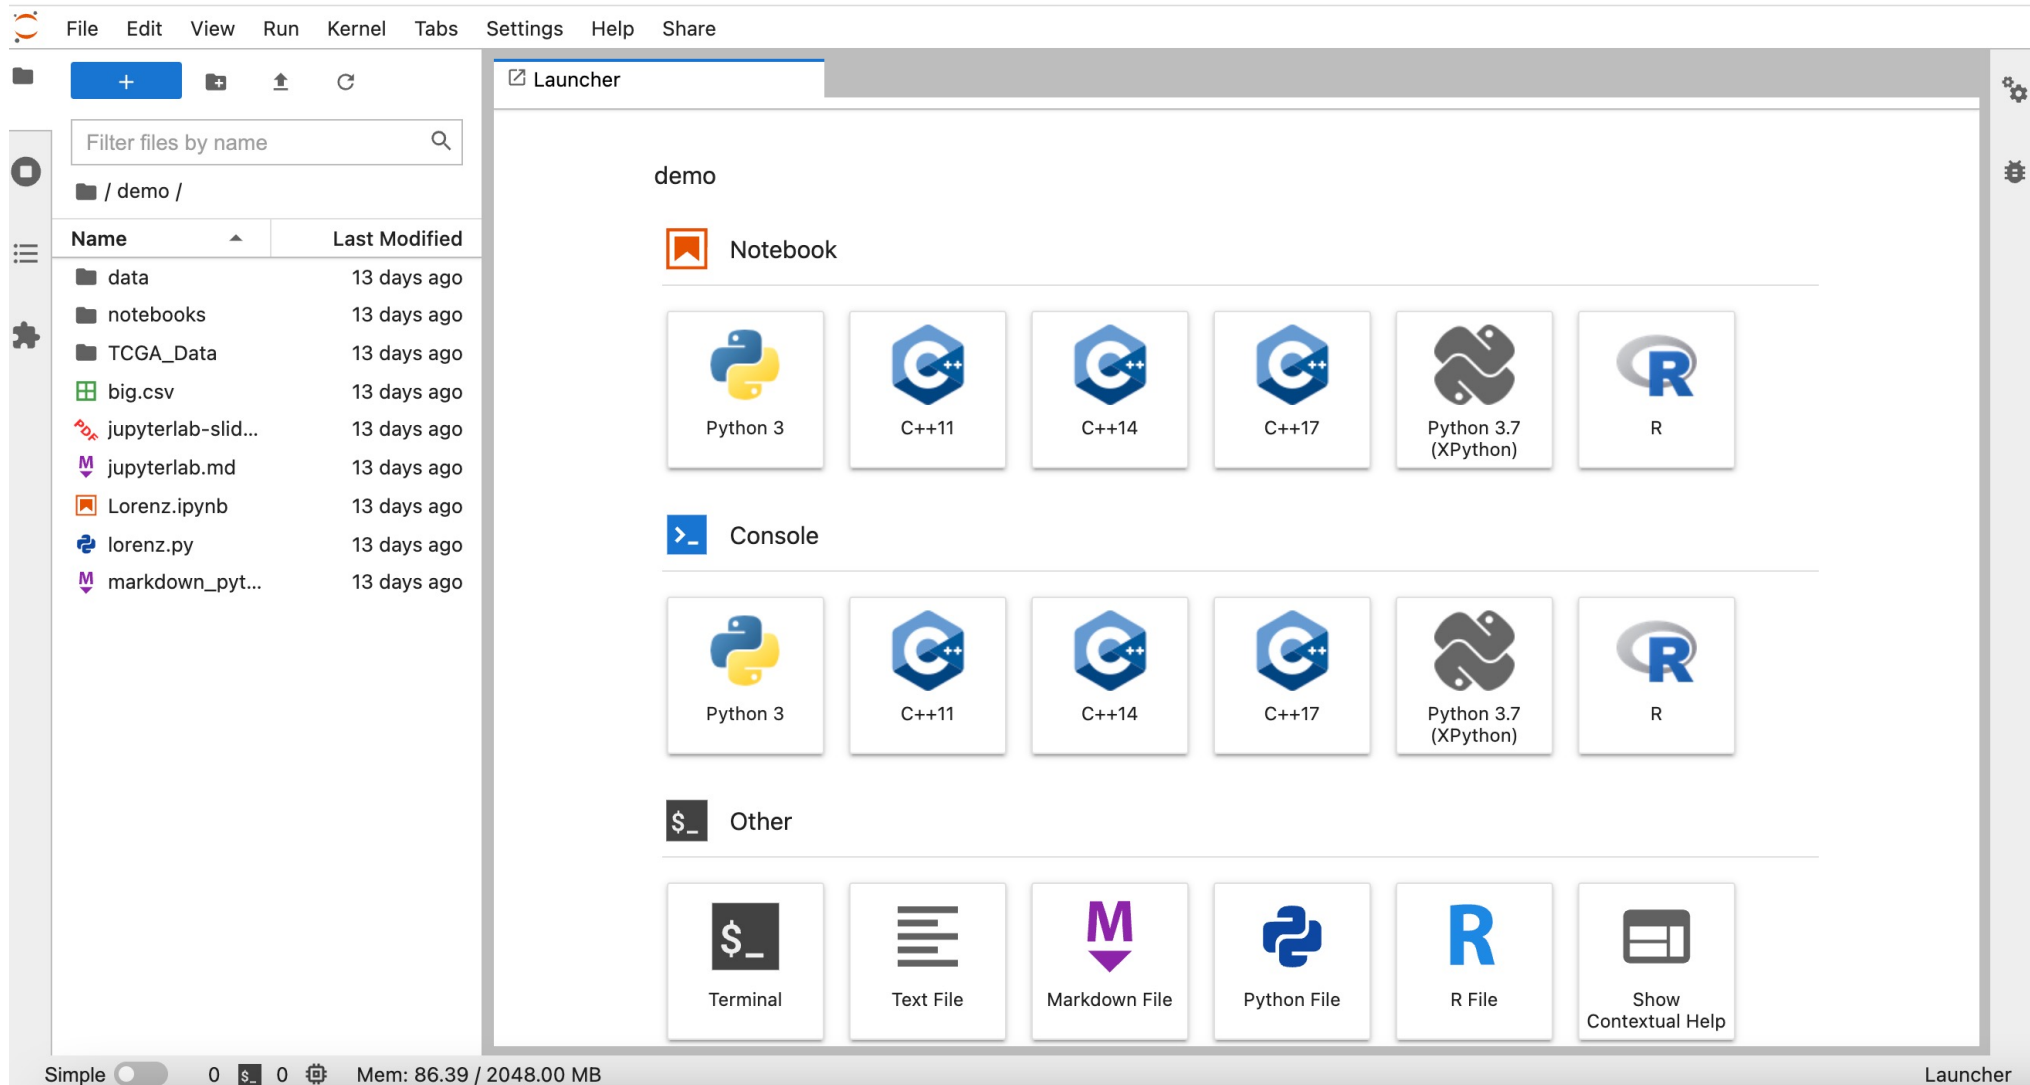 File Edit View Run Kernel Tabs Settings Help Share
+
Filter files by name
/ demo /
Name Last Modified
data 13 days ago
notebooks 13 days ago
TCGA_Data 13 days ago
big.csv 13 days ago
PDF jupyterlab-slid... 13 days ago
M jupyterlab.md 13 days ago
Lorenz.ipynb 13 days ago
lorenz.py 13 days ago
M markdown_pyt... 13 days ago
Launcher
demo
Notebook
C++ C++ C++ R
Python 3 C++11 C++14 C++17 Python 3.7 (XPython) R
>_ Console
C++ C++ C++ R
Python 3 C++11 C++14 C++17 Python 3.7 (XPython) R
$_ Other
$_ M R
Terminal Text File Markdown File Python File R File Show Contextual Help
Simple 0 $_ 0 Mem: 86.39 / 2048.00 MB Launcher